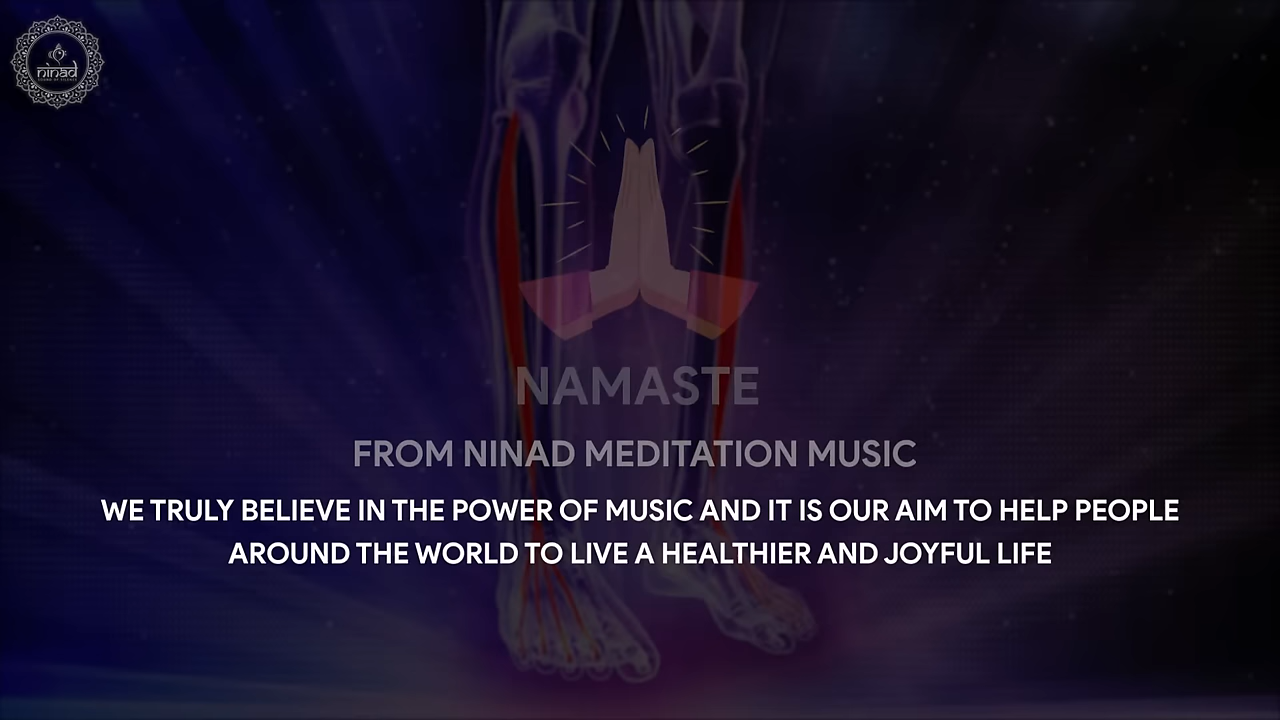 ninad
NAMASTE
FROM NINAD MEDITATION MUSIC
WE TRULY BELIEVE IN THE POWER OF MUSIC AND IT IS OUR AIM TO HELP PEOPLE
AROUND THE WORLD TO LIVE A HEALTHIER AND JOYFUL LIFE